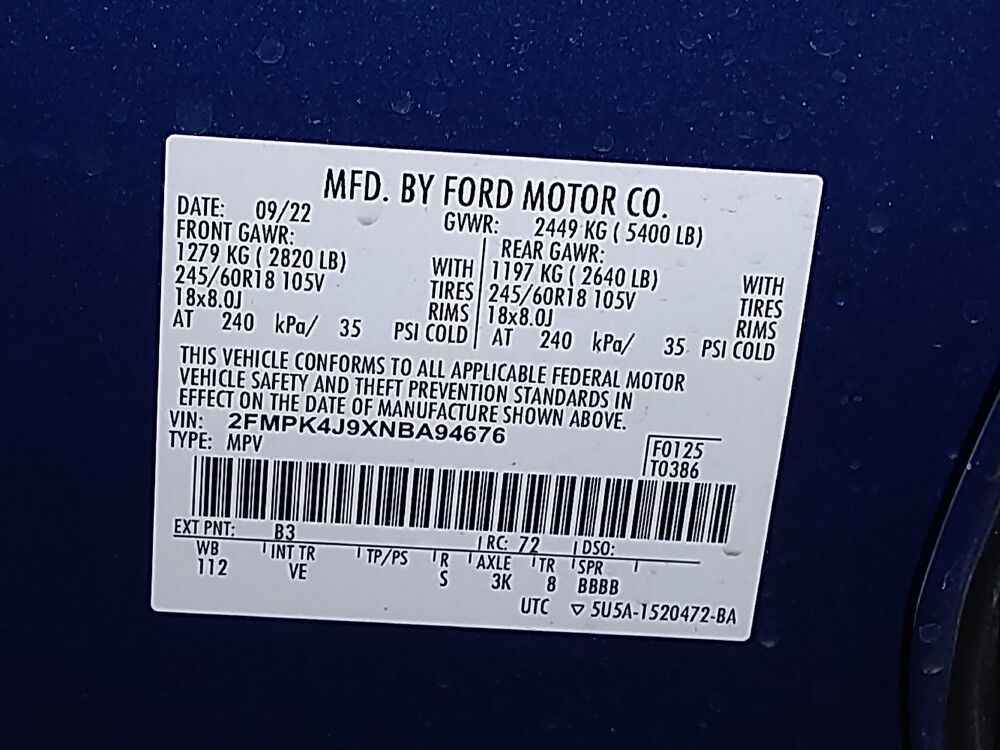 MFD. BY FORD MOTOR CO.
DATE: 09/22 GVWR: 2449 KG ( 5400 LB)
FRONT GAWR: REAR GAWR:
1279 KG ( 2820 LB) WITH 1197 KG ( 2640 LB) WITH
245/60R18 105V TIRES 245/60R18 105V TIRES
18x8.0J RIMS 18x8.0J RIMS
AT 240 kPa/ 35 PSI COLD AT 240 kPa/ 35 PSI COLD
THIS VEHICLE CONFORMS TO ALL APPLICABLE FEDERAL MOTOR
VEHICLE SAFETY AND THEFT PREVENTION STANDARDS IN
EFFECT ON THE DATE OF MANUFACTURE SHOWN ABOVE.
VIN: 2FMPK4J9XNBA94676
TYPE: MPV
F0125
T0386
EXT PNT: B3 RC: 72 DSO:
WB INT TR TP/PS R AXLE TR SPR
112 VE S 3K 8 BBBB
UTC ▽ 5U5A-1520472-BA